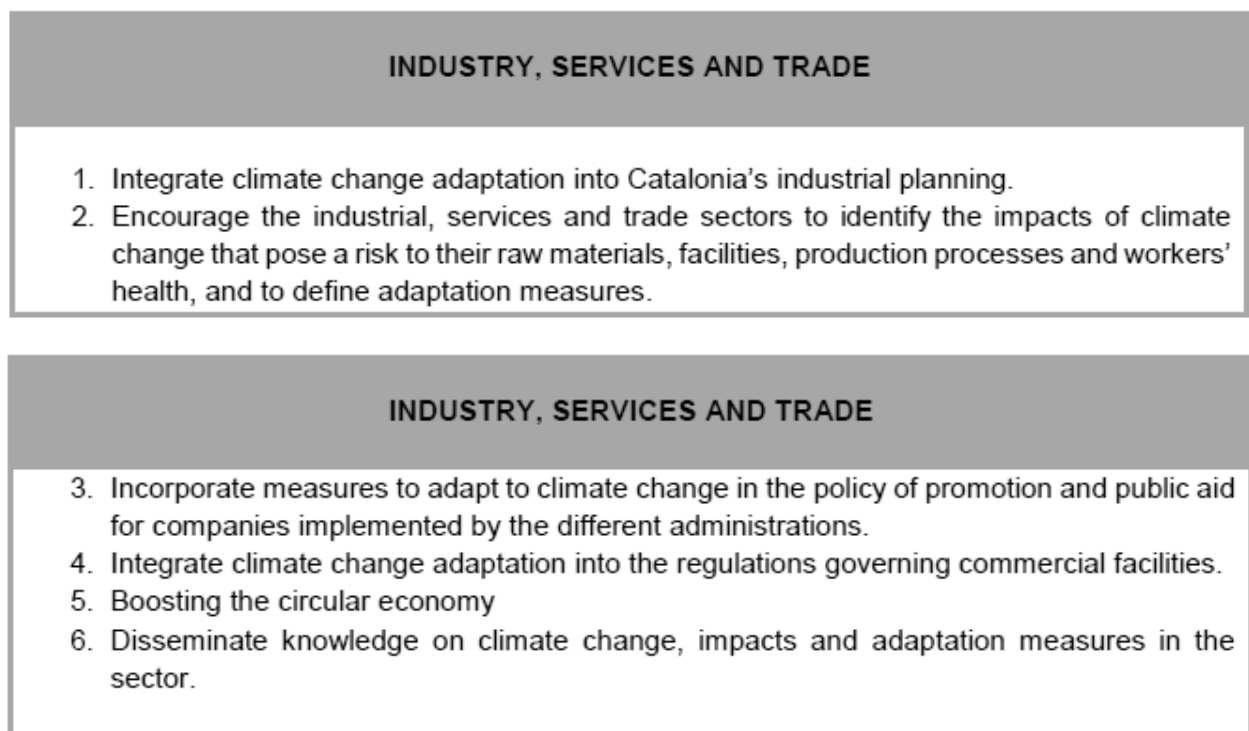 INDUSTRY, SERVICES AND TRADE
1. Integrate climate change adaptation into Catalonia’s industrial planning.
2. Encourage the industrial, services and trade sectors to identify the impacts of climate
change that pose a risk to their raw materials, facilities, production processes and workers’
health, and to define adaptation measures.
INDUSTRY, SERVICES AND TRADE
3. Incorporate measures to adapt to climate change in the policy of promotion and public aid
for companies implemented by the different administrations.
4. Integrate climate change adaptation into the regulations governing commercial facilities.
5. Boosting the circular economy
6. Disseminate knowledge on climate change, impacts and adaptation measures in the
sector.